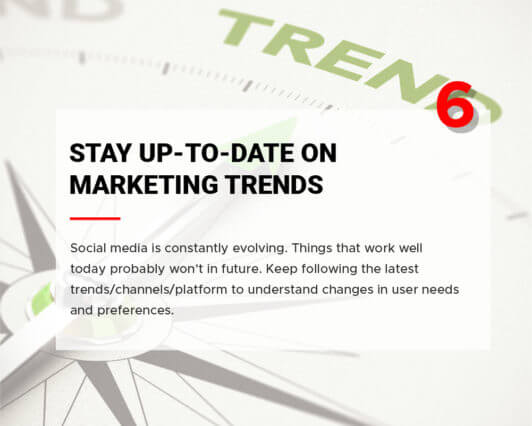 ND
TREND
6
STAY UP-TO-DATE ON
MARKETING TRENDS
Social media is constantly evolving. Things that work well
today probably won't in future. Keep following the latest
trends/channels/platform to understand changes in user needs
and preferences.